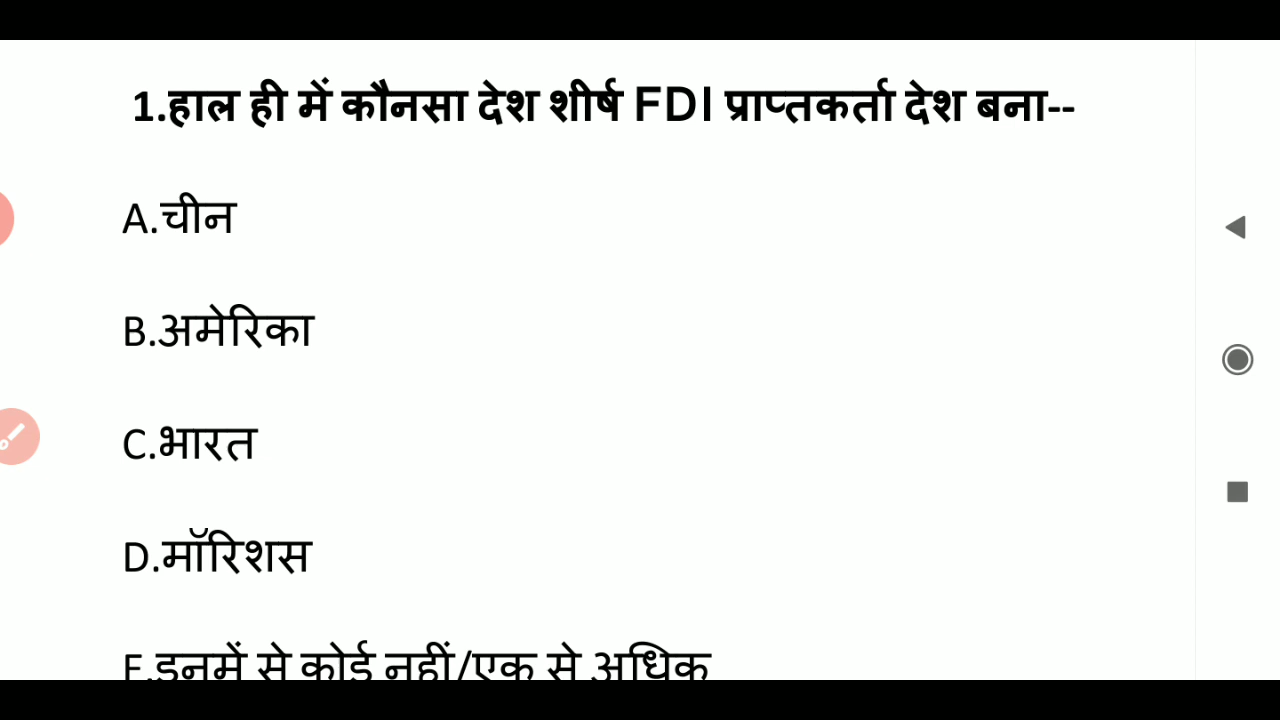 1.हाल ही में कौनसा देश शीर्ष FDI प्राप्तकर्ता देश बना--
A.चीन
B.अमेरिका
C.भारत
D.मॉरिशस
E.इनमें से कोई नहीं/एक से अधिक